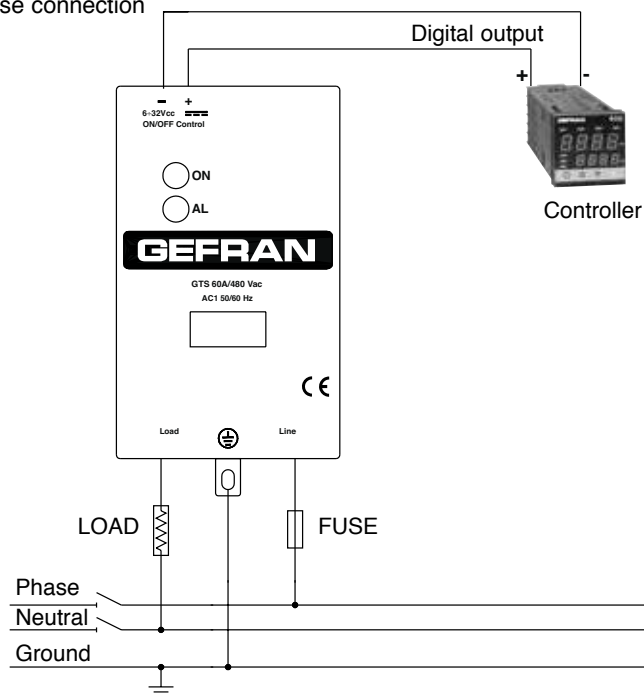 se connection
Digital output
- +
+ -
6÷32Vcc
ON/OFF Control
ON
AL
Controller
GEFRAN
GTS 60A/480 Vac
AC1 50/60 Hz
CE
Load Line
LOAD FUSE
Phase
Neutral
Ground